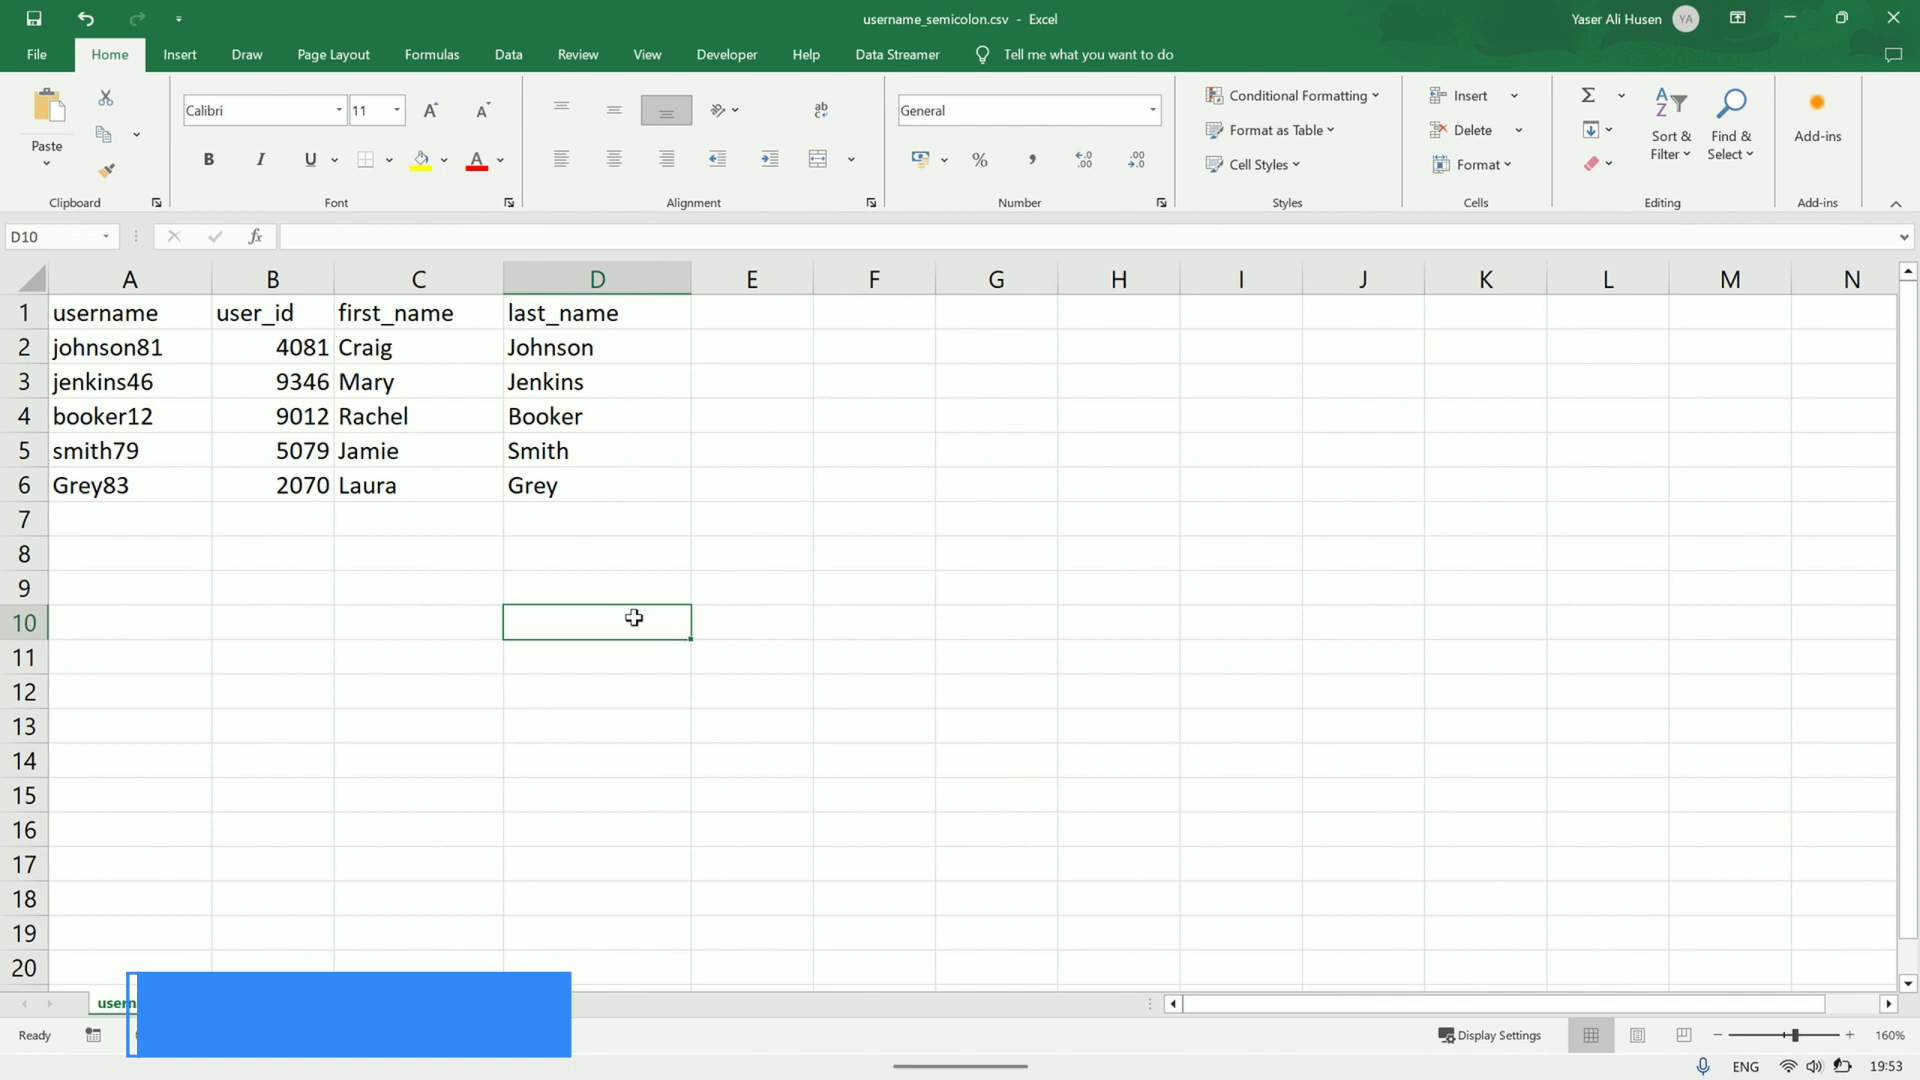 username_semicolon.csv - Excel
Yaser Ali Husen
YA
File Home Insert Draw Page Layout Formulas Data Review View Developer Help Data Streamer Tell me what you want to do
Paste
Clipboard
Calibri 11
A A
B I U A
Font
ab
Alignment
General
% , .00 .00
Number
Conditional Formatting
Format as Table
Cell Styles
Styles
Insert
Delete
Format
Cells
Σ
Sort &
Filter
Find &
Select
Editing
Add-ins
Add-ins
D10 fx
A B C D E F G H I J K L M N
1 username user_id first_name last_name
2 johnson81 4081 Craig Johnson
3 jenkins46 9346 Mary Jenkins
4 booker12 9012 Rachel Booker
5 smith79 5079 Jamie Smith
6 Grey83 2070 Laura Grey
7
8
9
10
11
12
13
14
15
16
17
18
19
20
usern
Ready
Display Settings
160%
ENG
19:53